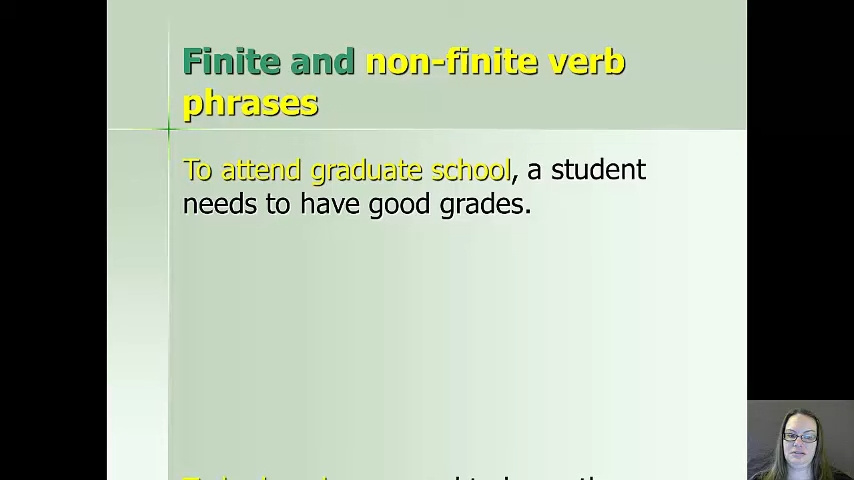 Finite and non-finite verb
phrases
To attend graduate school, a student
needs to have good grades.